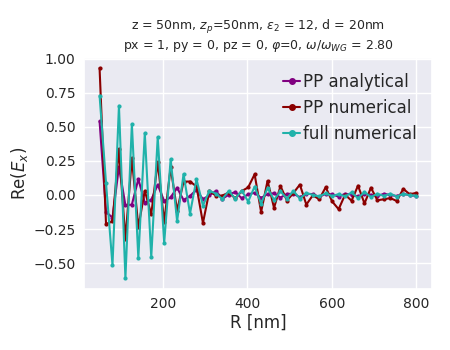 z = 50nm, z_p=50nm, ε_2 = 12, d = 20nm
px = 1, py = 0, pz = 0, φ=0, ω/ω_WG = 2.80
1.00
0.75
0.50
0.25
0.00
−0.25
−0.50
Re(E_x)
PP analytical
PP numerical
full numerical
200
400
600
800
R [nm]